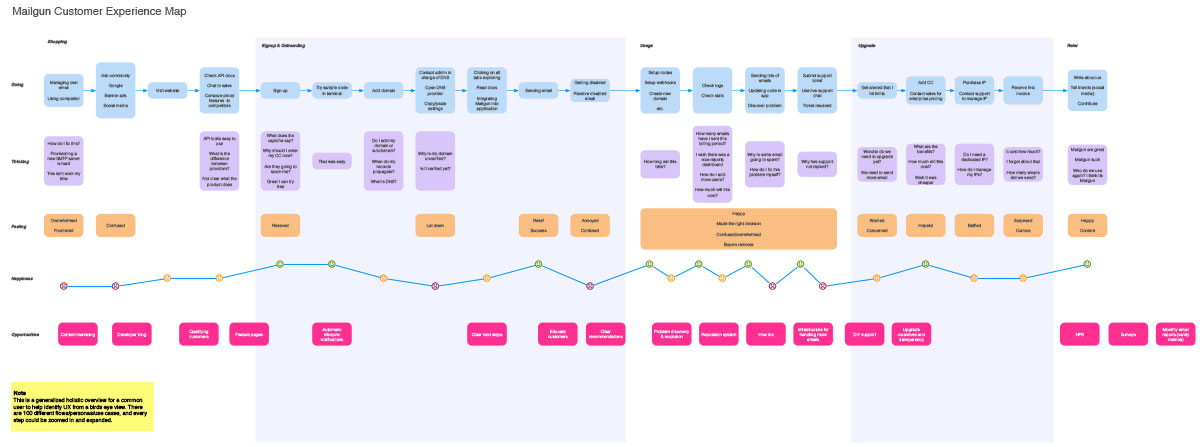 Mailgun Customer Experience Map
Shopping
Signup & Onboarding
Usage
Upgrade
Refer
Doing
Managing own
email
Using competitor
Ask community
Google
Banner ads
Social media
Visit website
Check API docs
Chat to sales
Compare price/
features to
competitors
Sign up
Try sample code
in terminal
Add domain
Contact admin in
charge of DNS
Open DNS
provider
Copy/paste
settings
Clicking on all
tabs exploring
Read docs
Integrating
Mailgun into
application
Sending email
Getting disabled
Receive disabled
email
Setup routes
Setup webhooks
Create new
domain
etc.
Check logs
Check stats
Sending lots of
emails
Updating code in
app
Discover problem
Submit support
ticket
Use live support
chat
Ticket resolved
Get alerted that I
hit limits
Add CC
Contact sales for
enterprise pricing
Purchase IP
Contact support
to manage IP
Receive first
invoice
Write about us
Tell friends (social
media)
Contribute
Thinking
How do I fix this?
Provisioning a
new SMTP server
is hard
This isn't work my
time
API looks easy to
use
What is the
difference
between
providers?
Not clear what the
product does
What does the
captcha say?
Why should I enter
my CC now?
Are they going to
spam me?
Great I can try
free
That was easy
Do I add my
domain or
subdomain?
When do my
records
propagate?
What is DNS?
Why is my domain
unverified?
Is it verified yet?
How long will this
take?
How many emails
have I sent this
billing period?
I wish there was a
nice reports
dashboard
How do I add
more users?
How much will this
cost?
Why is some email
going to spam?
How do I fix this
problem myself?
Why has support
not replied?
Wonder do we
need to upgrade
yet?
We need to send
more email
What are the
benefits?
How much will this
cost?
Wish it was
cheaper
Do I need a
dedicated IP?
How do I manage
my IPs?
It cost how much?
I forgot about that
How many emails
did we send?
Mailgun are great
Mailgun suck
Who do we use
again? I think its
Mailgun
Feeling
Overwhelmed
Frustrated
Confused
Relieved
Let down
Relief
Success
Annoyed
Confused
Happy
Made the right decision
Confused/overwhelmed
Buyers remorse
Worried
Concerned
Hopeful
Baffled
Surprised
Curious
Happy
Content
Happiness
Opportunities
Content marketing
Developer blog
Qualifying
customers
Feature pages
Automate
lifecycle
notifications
Clear next steps
Educate
customers
Clear
recommendations
Problem discovery
& resolution
Reputation system
How tos
Infrastructure for
handling more
emails
DIY support
Upgrade
incentives and
transparency
NPS
Surveys
Monthly email
reports (vanity
metrics)
Note
This is a generalized holistic overview for a common
user to help identify UX from a birds eye view. There
are 100 different flows/personas/use cases, and every
step could be zoomed in and expanded.